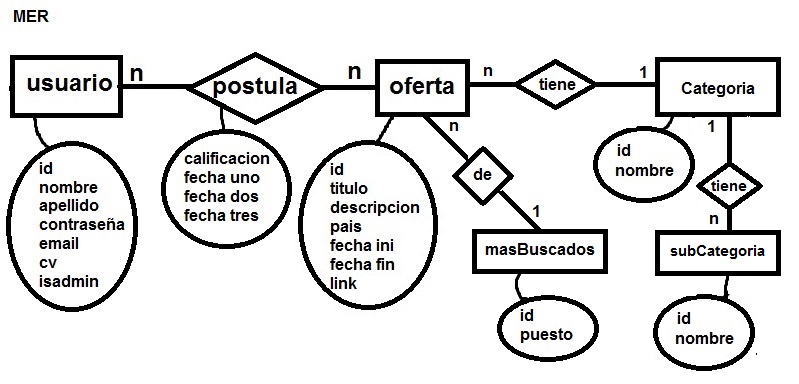 MER
usuario
n
postula
n
oferta
n
tiene
1
Categoria
id
nombre
apellido
contraseña
email
cv
isadmin
calificacion
fecha uno
fecha dos
fecha tres
id
titulo
descripcion
pais
fecha ini
fecha fin
link
n
de
1
masBuscados
id
puesto
id
nombre
1
tiene
n
subCategoria
id
nombre